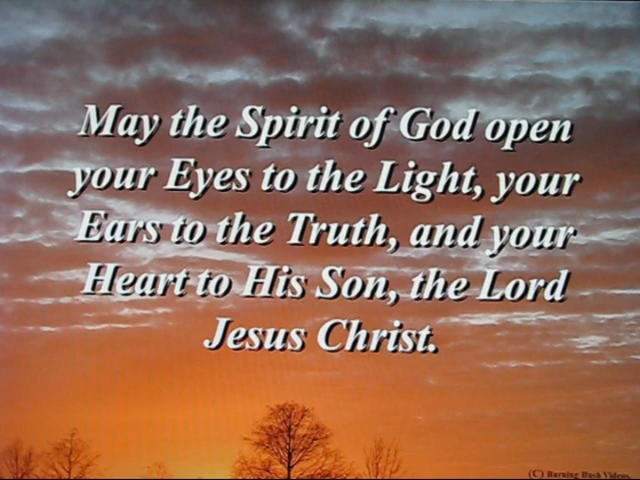 May the Spirit of God open
your Eyes to the Light, your
Ears to the Truth, and your
Heart to His Son, the Lord
Jesus Christ.
(C) Burning Bush Videos